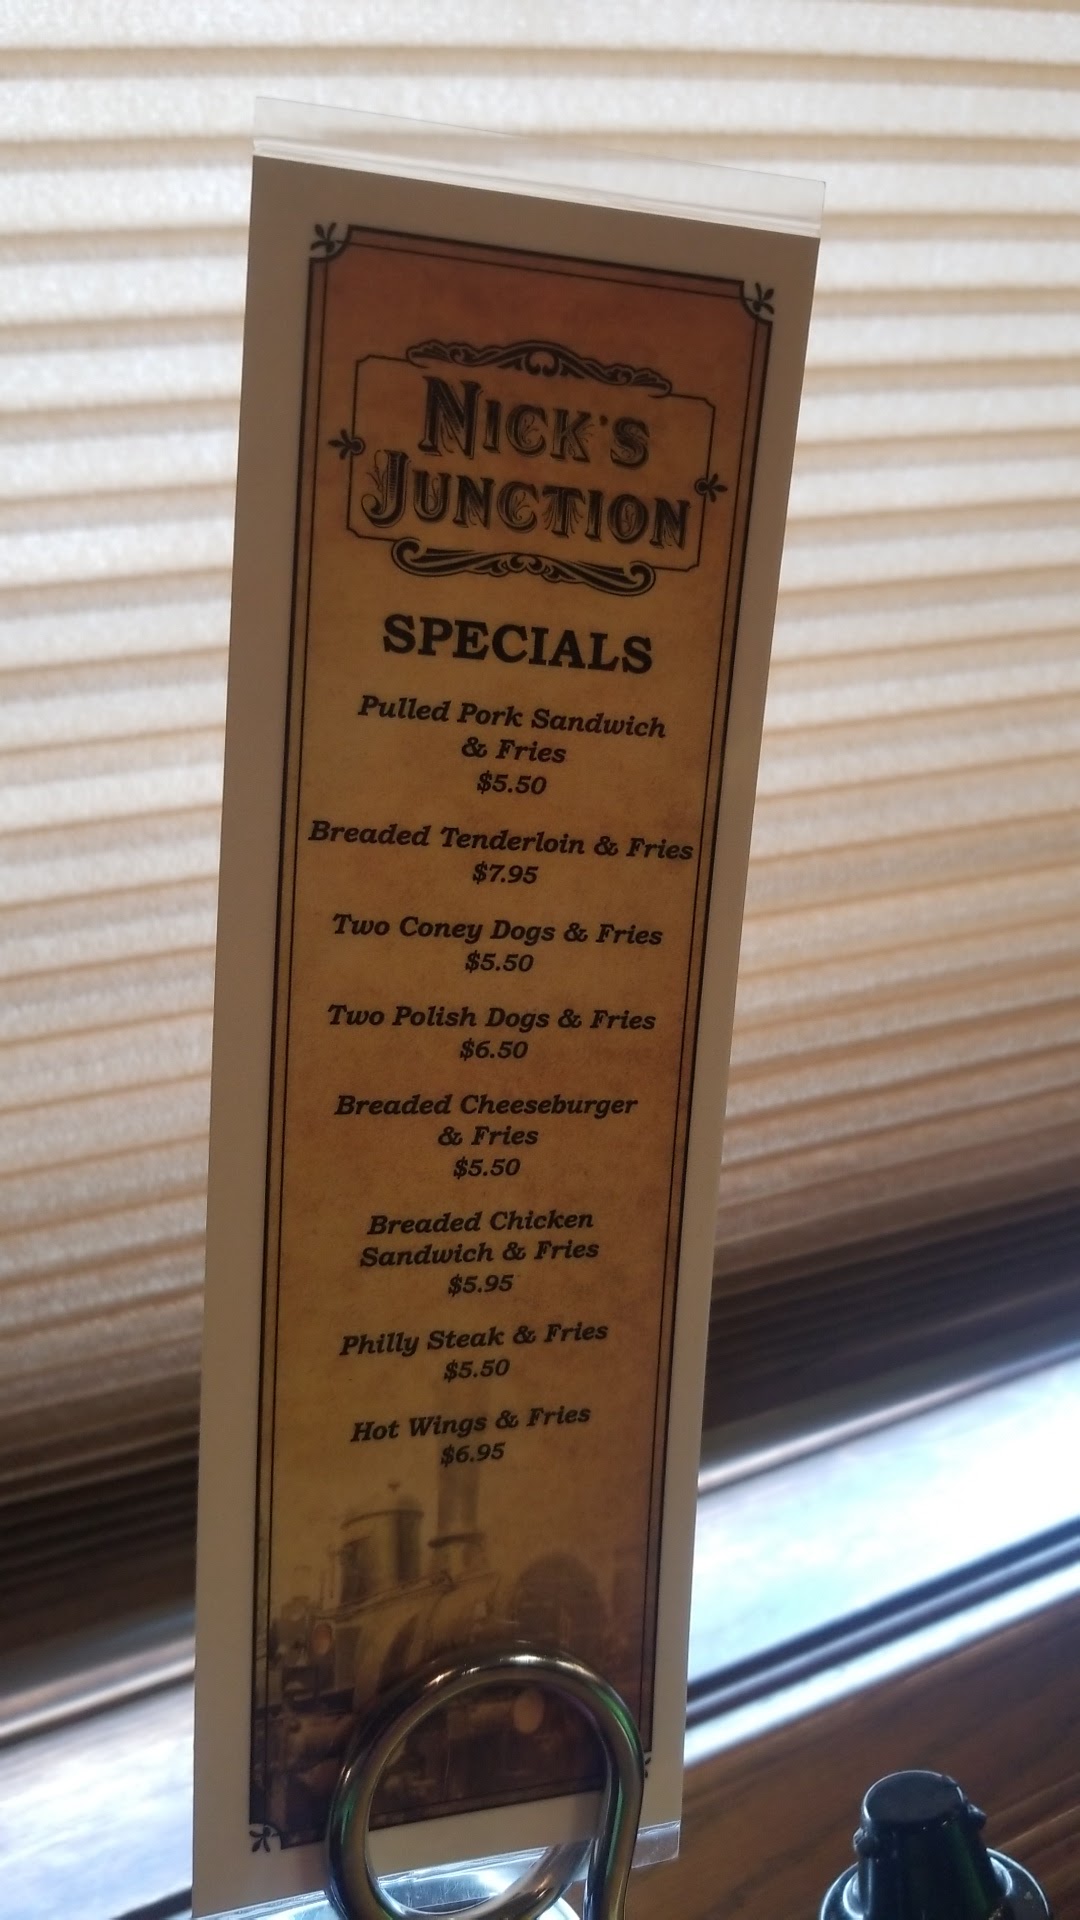 NICK'S
JUNCTION
SPECIALS
Pulled Pork Sandwich
& Fries
$5.50
Breaded Tenderloin & Fries
$7.95
Two Coney Dogs & Fries
$5.50
Two Polish Dogs & Fries
$6.50
Breaded Cheeseburger
& Fries
$5.50
Breaded Chicken
Sandwich & Fries
$5.95
Philly Steak & Fries
$5.50
Hot Wings & Fries
$6.95